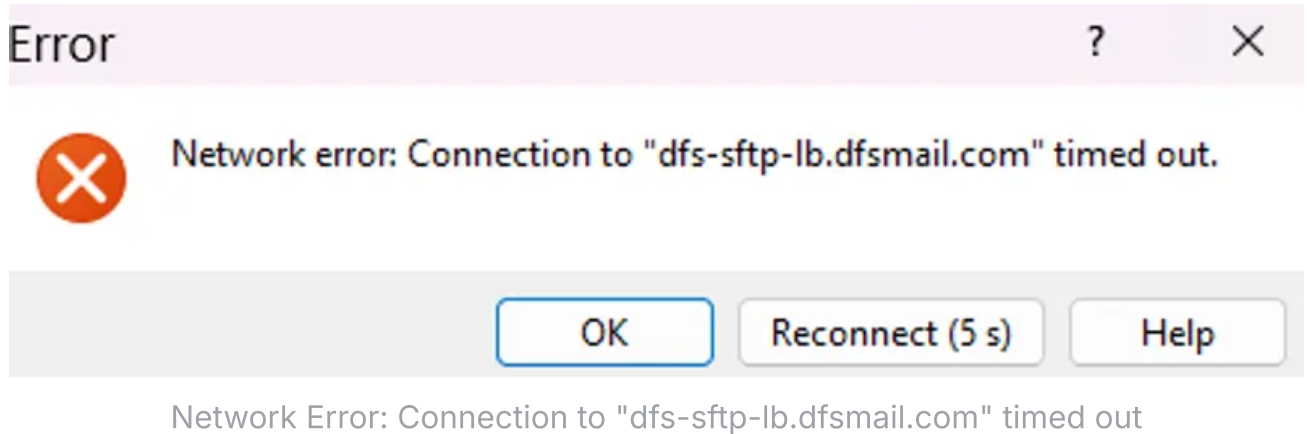 Error ? ×
Network error: Connection to "dfs-sftp-lb.dfsmail.com" timed out.
OK Reconnect (5 s) Help
Network Error: Connection to "dfs-sftp-lb.dfsmail.com" timed out